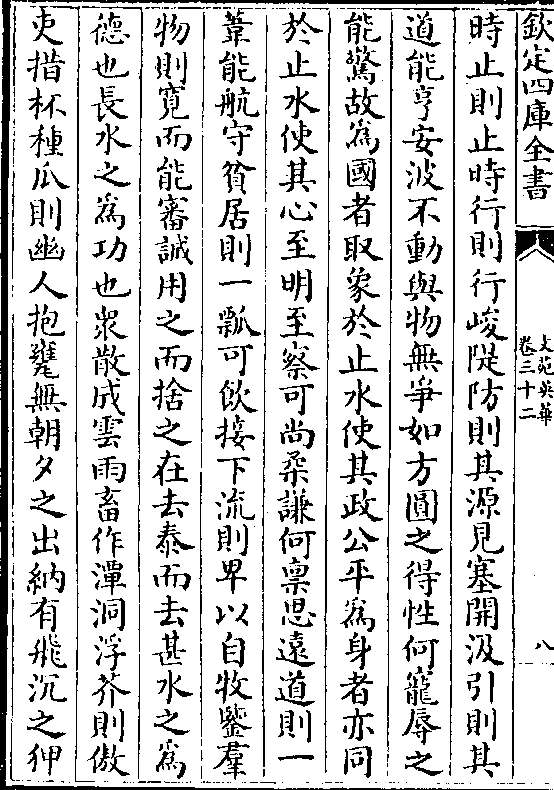 欽定四庫全書
文苑英華
卷三十二
八
時止則止時行則行峻隄防則其源見塞開汲引則其
道能亨安波不動與物無爭如方圓之得性何寵辱之
能驚故為國者取象於止水使其政公平為身者亦同
於止水使其心至明至察可尚柔謙何禀思遠道則一
葦能航守貧居則一瓢可飲接下流則卑以自牧鑒羣
物則寛而能審誠用之而捨之在去泰而去甚水之為
德也長水之為功也衆散成雲雨畜作潭洞浮芥則傲
吏措杯種瓜則幽人抱甕無朝夕之出納有飛沉之狎